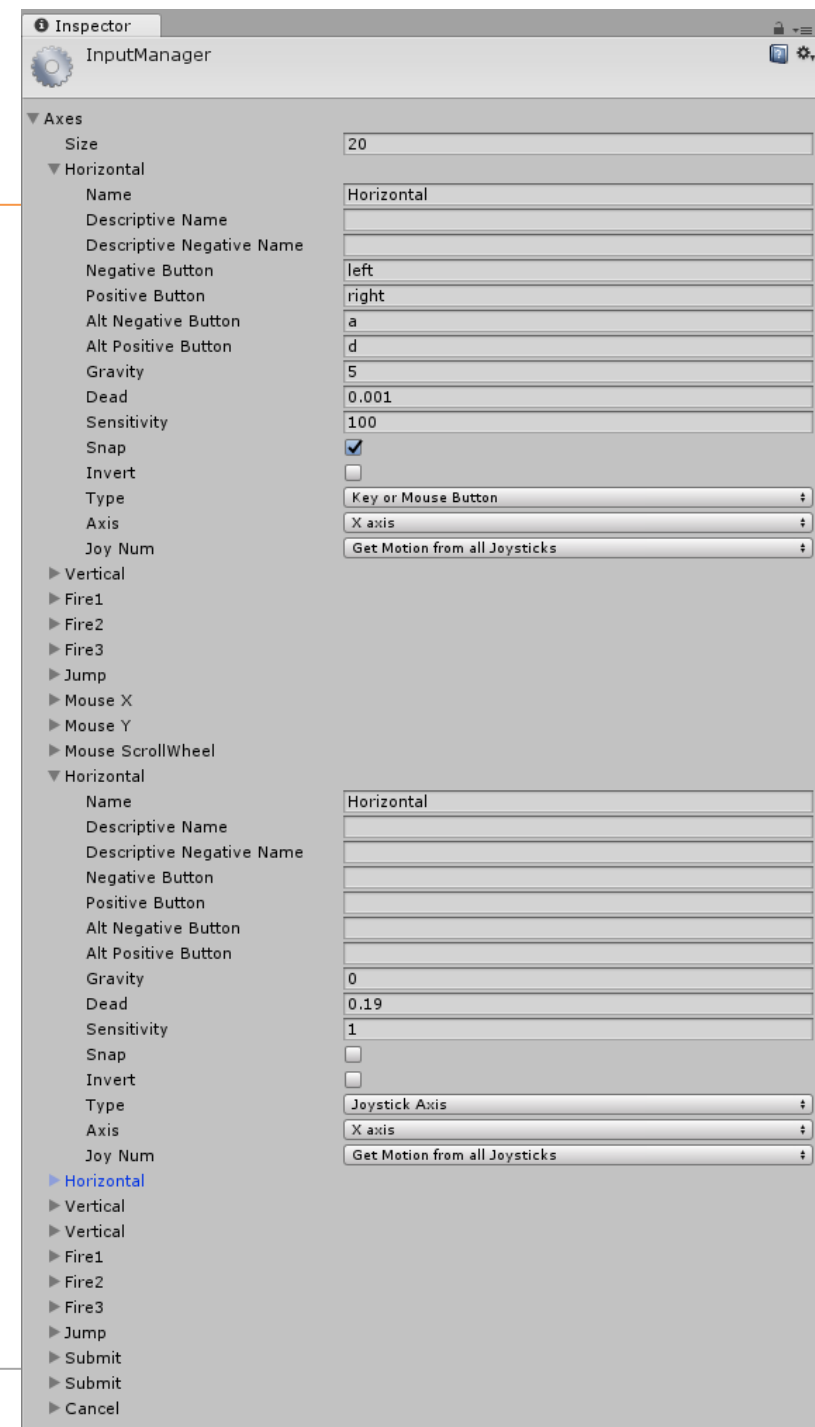 Inspector
InputManager
Axes
Size 20
Horizontal
Name Horizontal
Descriptive Name
Descriptive Negative Name
Negative Button left
Positive Button right
Alt Negative Button a
Alt Positive Button d
Gravity 5
Dead 0.001
Sensitivity 100
Snap
Invert
Type Key or Mouse Button
Axis X axis
Joy Num Get Motion from all Joysticks
Vertical
Fire1
Fire2
Fire3
Jump
Mouse X
Mouse Y
Mouse ScrollWheel
Horizontal
Name Horizontal
Descriptive Name
Descriptive Negative Name
Negative Button
Positive Button
Alt Negative Button
Alt Positive Button
Gravity 0
Dead 0.19
Sensitivity 1
Snap
Invert
Type Joystick Axis
Axis X axis
Joy Num Get Motion from all Joysticks
Horizontal
Vertical
Vertical
Fire1
Fire2
Fire3
Jump
Submit
Submit
Cancel